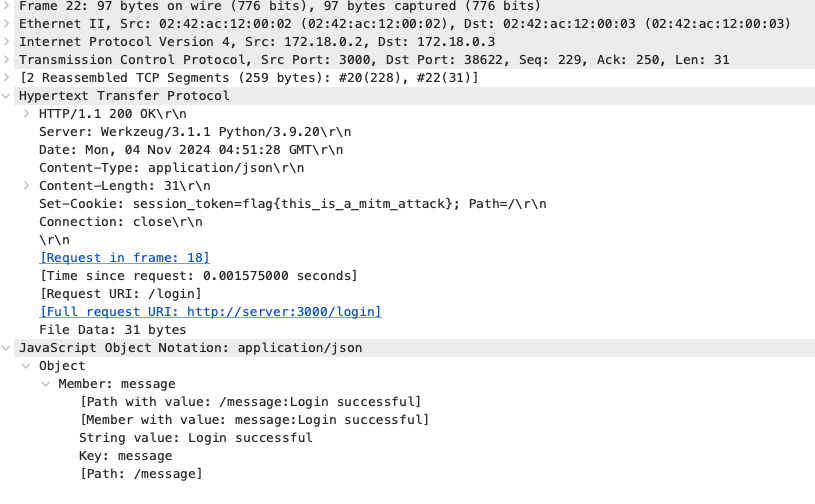 Frame 22: 97 bytes on wire (776 bits), 97 bytes captured (776 bits)
Ethernet II, Src: 02:42:ac:12:00:02 (02:42:ac:12:00:02), Dst: 02:42:ac:12:00:03 (02:42:ac:12:00:03)
Internet Protocol Version 4, Src: 172.18.0.2, Dst: 172.18.0.3
Transmission Control Protocol, Src Port: 3000, Dst Port: 38622, Seq: 229, Ack: 250, Len: 31
[2 Reassembled TCP Segments (259 bytes): #20(228), #22(31)]
Hypertext Transfer Protocol
HTTP/1.1 200 OK\r\n
Server: Werkzeug/3.1.1 Python/3.9.20\r\n
Date: Mon, 04 Nov 2024 04:51:28 GMT\r\n
Content-Type: application/json\r\n
Content-Length: 31\r\n
Set-Cookie: session_token=flag{this_is_a_mitm_attack}; Path=/\r\n
Connection: close\r\n
\r\n
[Request in frame: 18]
[Time since request: 0.001575000 seconds]
[Request URI: /login]
[Full request URI: http://server:3000/login]
File Data: 31 bytes
JavaScript Object Notation: application/json
Object
Member: message
[Path with value: /message:Login successful]
[Member with value: message:Login successful]
String value: Login successful
Key: message
[Path: /message]